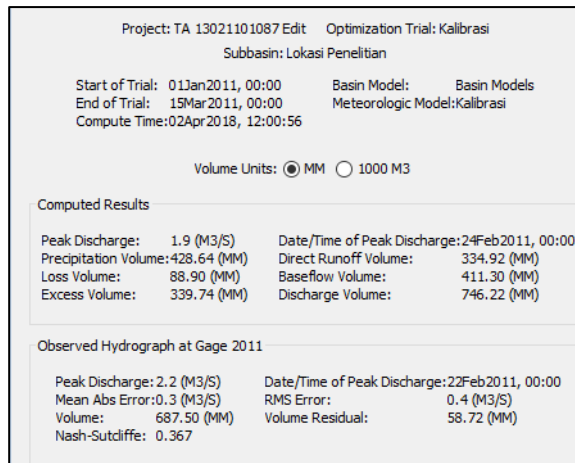 Project: TA 13021101087 Edit Optimization Trial: Kalibrasi
Subbasin: Lokasi Penelitian
Start of Trial: 01Jan2011, 00:00 Basin Model: Basin Models
End of Trial: 15Mar2011, 00:00 Meteorologic Model:Kalibrasi
Compute Time:02Apr2018, 12:00:56
Volume Units: MM 1000 M3
Computed Results
Peak Discharge: 1.9 (M3/S) Date/Time of Peak Discharge:24Feb2011, 00:00
Precipitation Volume:428.64 (MM) Direct Runoff Volume: 334.92 (MM)
Loss Volume: 88.90 (MM) Baseflow Volume: 411.30 (MM)
Excess Volume: 339.74 (MM) Discharge Volume: 746.22 (MM)
Observed Hydrograph at Gage 2011
Peak Discharge:2.2 (M3/S) Date/Time of Peak Discharge:22Feb2011, 00:00
Mean Abs Error:0.3 (M3/S) RMS Error: 0.4 (M3/S)
Volume: 687.50 (MM) Volume Residual: 58.72 (MM)
Nash-Sutcliffe: 0.367